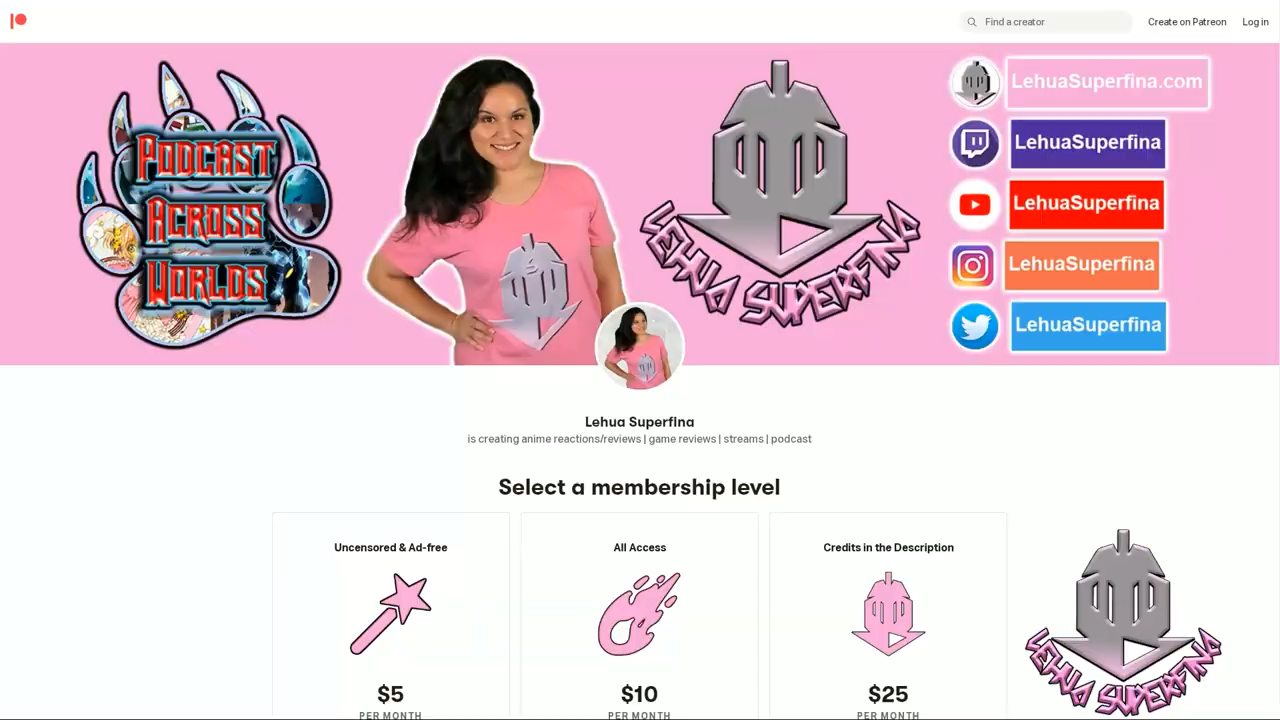 Find a creator
Create on Patreon
Log in
PODCAST
ACROSS
WORLDS
LEHUA SUPERFINA
LehuaSuperfina.com
LehuaSuperfina
LehuaSuperfina
LehuaSuperfina
LehuaSuperfina
Lehua Superfina
is creating anime reactions/reviews | game reviews | streams | podcast
Select a membership level
Uncensored & Ad-free
All Access
Credits in the Description
$5
$10
$25
PER MONTH
PER MONTH
PER MONTH
LEHUA SUPERFINA